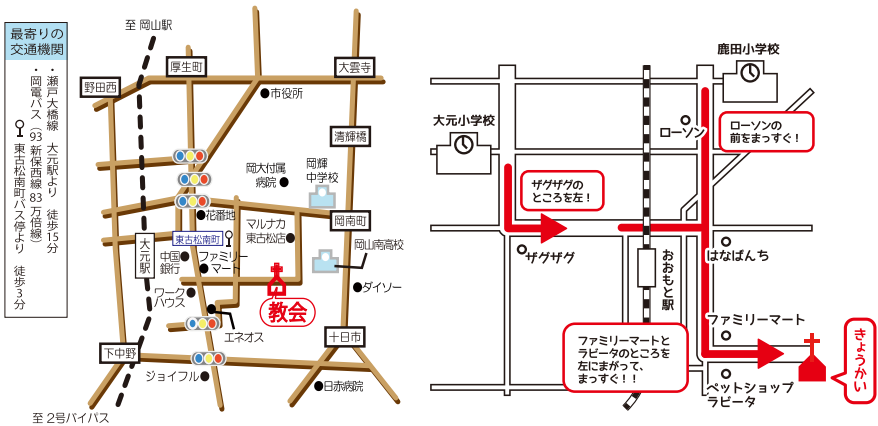 最寄りの
交通機関
・瀬戸大橋線 大元駅より 徒歩15分
・岡電バス (93 新保西線 83 万倍線)
東古松南町バス停より 徒歩3分
至 岡山駅
野田西
厚生町
大雲寺
市役所
清輝橋
岡大付属
病院
岡輝
中学校
花番地
マルナカ
東古松店
岡南町
東古松南町
大元駅
中国
銀行
ファミリー
マート
岡山南高校
ダイソー
ワーク
ハウス
教会
エネオス
十日市
下中野
ジョイフル
日赤病院
至 2号バイパス
鹿田小学校
大元小学校
ローソン
ローソンの
前をまっすぐ!
ザグザグの
ところを左!
ザグザグ
はなばんち
おおもと駅
ファミリーマート
ファミリーマートと
ラピータのところを
左にまがって、
まっすぐ!!
きょうかい
ペットショップ
ラピータ